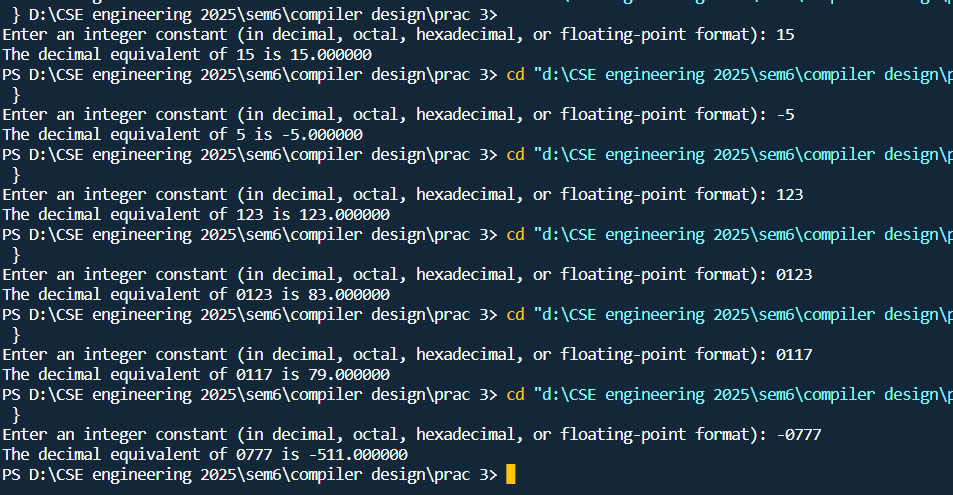 } D:\CSE engineering 2025\sem6\compiler design\prac 3>
Enter an integer constant (in decimal, octal, hexadecimal, or floating-point format): 15
The decimal equivalent of 15 is 15.000000
PS D:\CSE engineering 2025\sem6\compiler design\prac 3> cd "d:\CSE engineering 2025\sem6\compiler design\p
}
Enter an integer constant (in decimal, octal, hexadecimal, or floating-point format): -5
The decimal equivalent of 5 is -5.000000
PS D:\CSE engineering 2025\sem6\compiler design\prac 3> cd "d:\CSE engineering 2025\sem6\compiler design\p
}
Enter an integer constant (in decimal, octal, hexadecimal, or floating-point format): 123
The decimal equivalent of 123 is 123.000000
PS D:\CSE engineering 2025\sem6\compiler design\prac 3> cd "d:\CSE engineering 2025\sem6\compiler design\p
}
Enter an integer constant (in decimal, octal, hexadecimal, or floating-point format): 0123
The decimal equivalent of 0123 is 83.000000
PS D:\CSE engineering 2025\sem6\compiler design\prac 3> cd "d:\CSE engineering 2025\sem6\compiler design\p
}
Enter an integer constant (in decimal, octal, hexadecimal, or floating-point format): 0117
The decimal equivalent of 0117 is 79.000000
PS D:\CSE engineering 2025\sem6\compiler design\prac 3> cd "d:\CSE engineering 2025\sem6\compiler design\p
}
Enter an integer constant (in decimal, octal, hexadecimal, or floating-point format): -0777
The decimal equivalent of 0777 is -511.000000
PS D:\CSE engineering 2025\sem6\compiler design\prac 3>